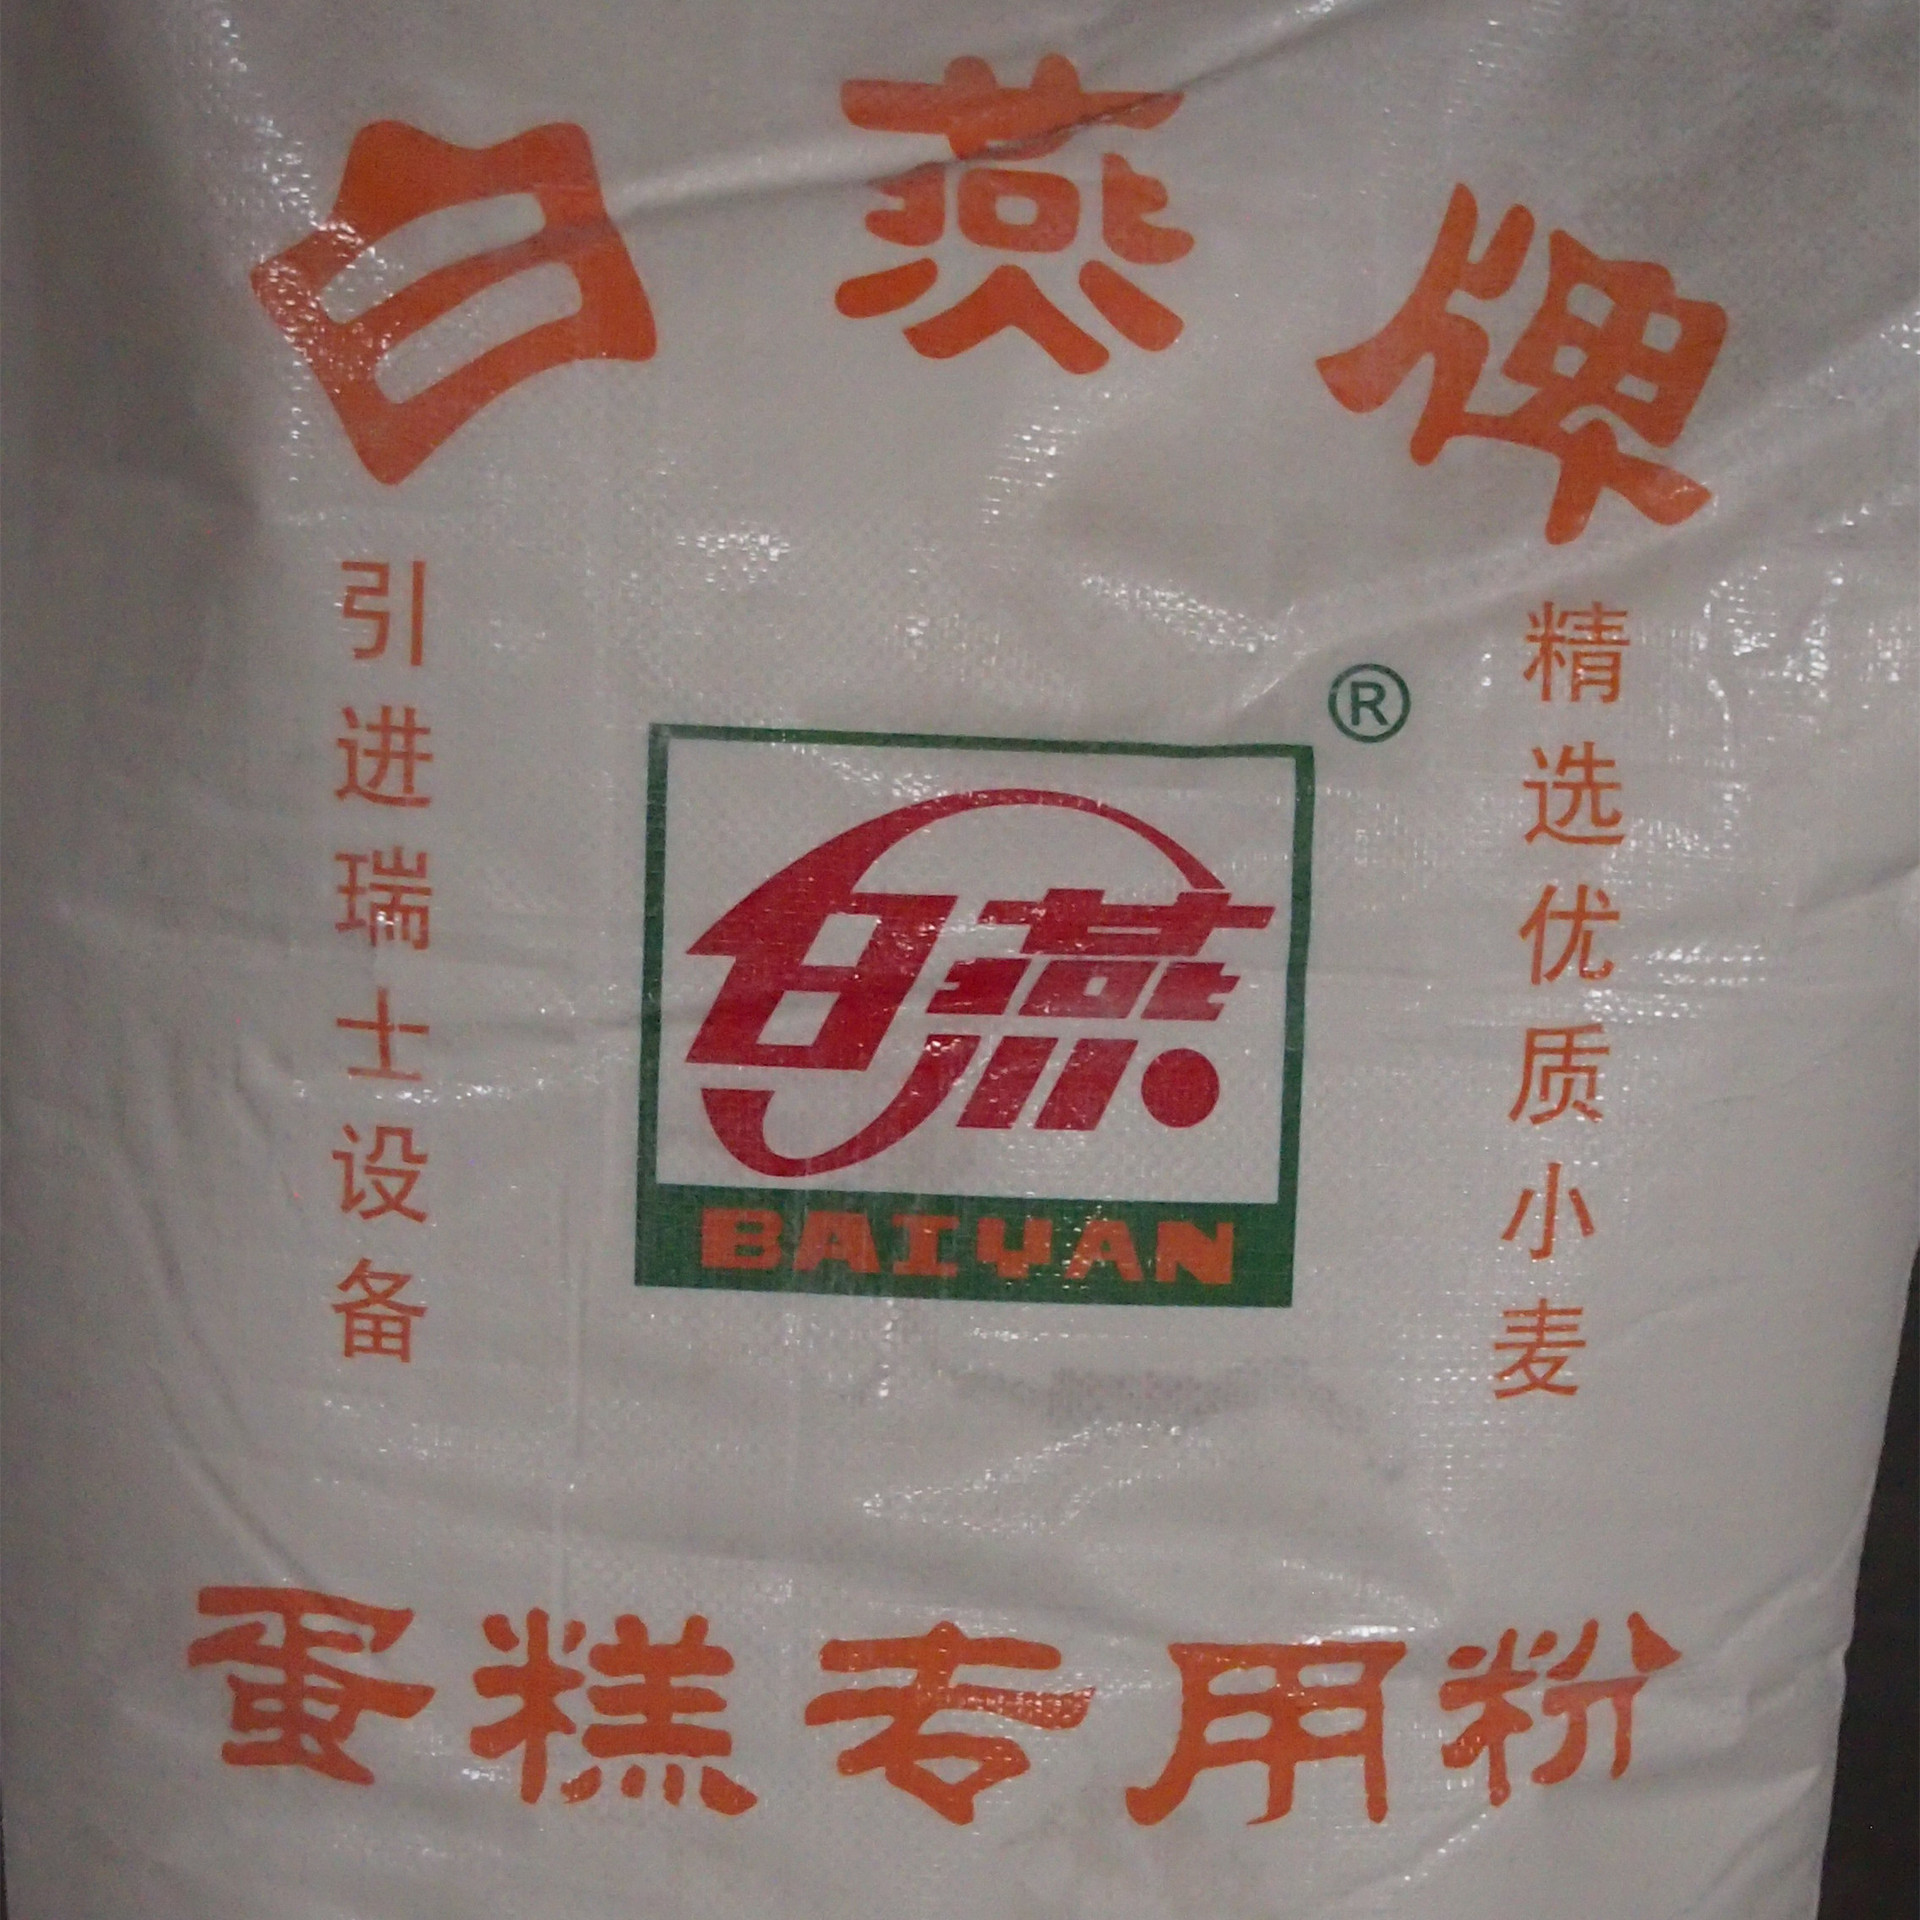 白燕牌
引进瑞士设备
精选优质小麦
®
白燕
BAIYAN
蛋糕专用粉